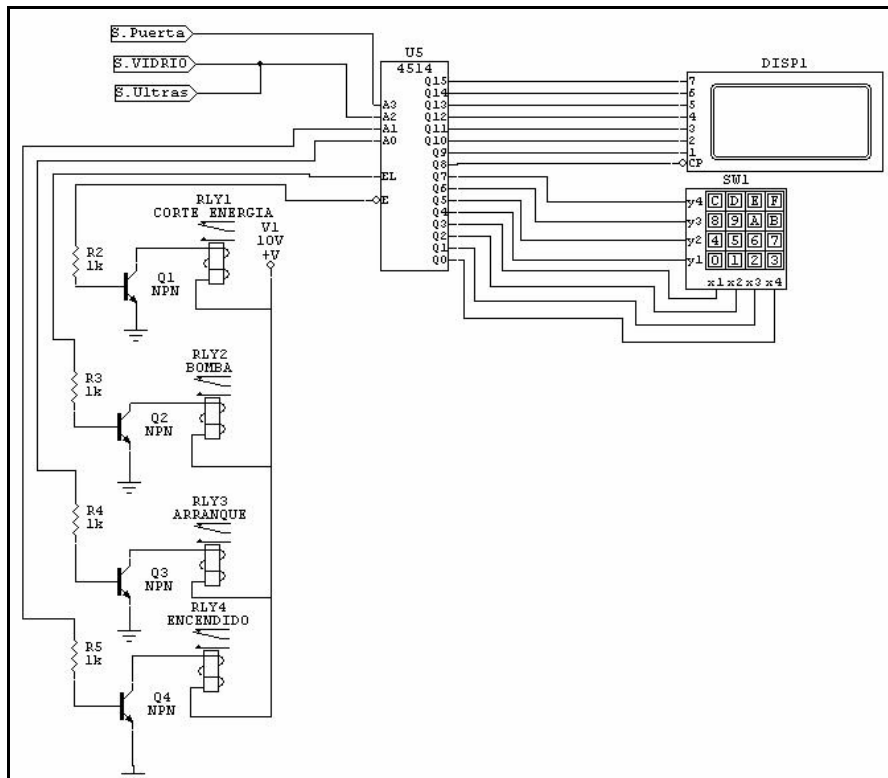 S.Puerta
S.VIDRIO
S.Ultras
U5
4514
A3
A2
A1
A0
EL
E
Q15
Q14
Q13
Q12
Q11
Q10
Q9
Q8
Q7
Q6
Q5
Q4
Q3
Q2
Q1
Q0
DISP1
7
6
5
4
3
2
1
CP
SW1
y4 C D E F
y3 8 9 A B
y2 4 5 6 7
y1 0 1 2 3
x1 x2 x3 x4
RLY1
CORTE ENERGIA
V1
10V
+V
R2
1k
Q1
NPN
RLY2
BOMBA
R3
1k
Q2
NPN
RLY3
ARRANQUE
R4
1k
Q3
NPN
RLY4
ENCENDIDO
R5
1k
Q4
NPN